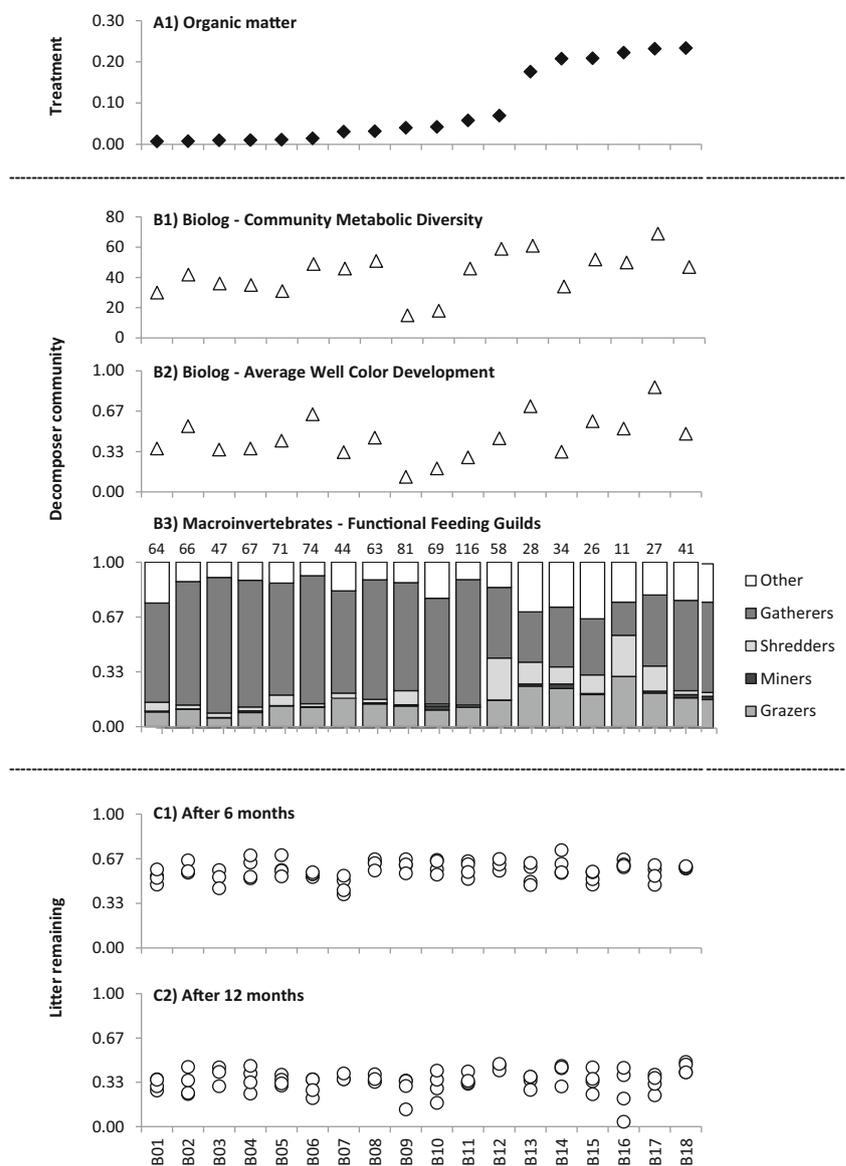 A1) Organic matter
0.30
0.20
0.10
0.00
Treatment
B1) Biolog - Community Metabolic Diversity
80
60
40
20
0
B2) Biolog - Average Well Color Development
1.00
0.67
0.33
0.00
Decomposer community
B3) Macroinvertebrates - Functional Feeding Guilds
64 66 47 67 71 74 44 63 81 69 116 58 28 34 26 11 27 41
1.00
0.67
0.33
0.00
Other
Gatherers
Shredders
Miners
Grazers
C1) After 6 months
1.00
0.67
0.33
0.00
Litter remaining
C2) After 12 months
1.00
0.67
0.33
0.00
B01 B02 B03 B04 B05 B06 B07 B08 B09 B10 B11 B12 B13 B14 B15 B16 B17 B18